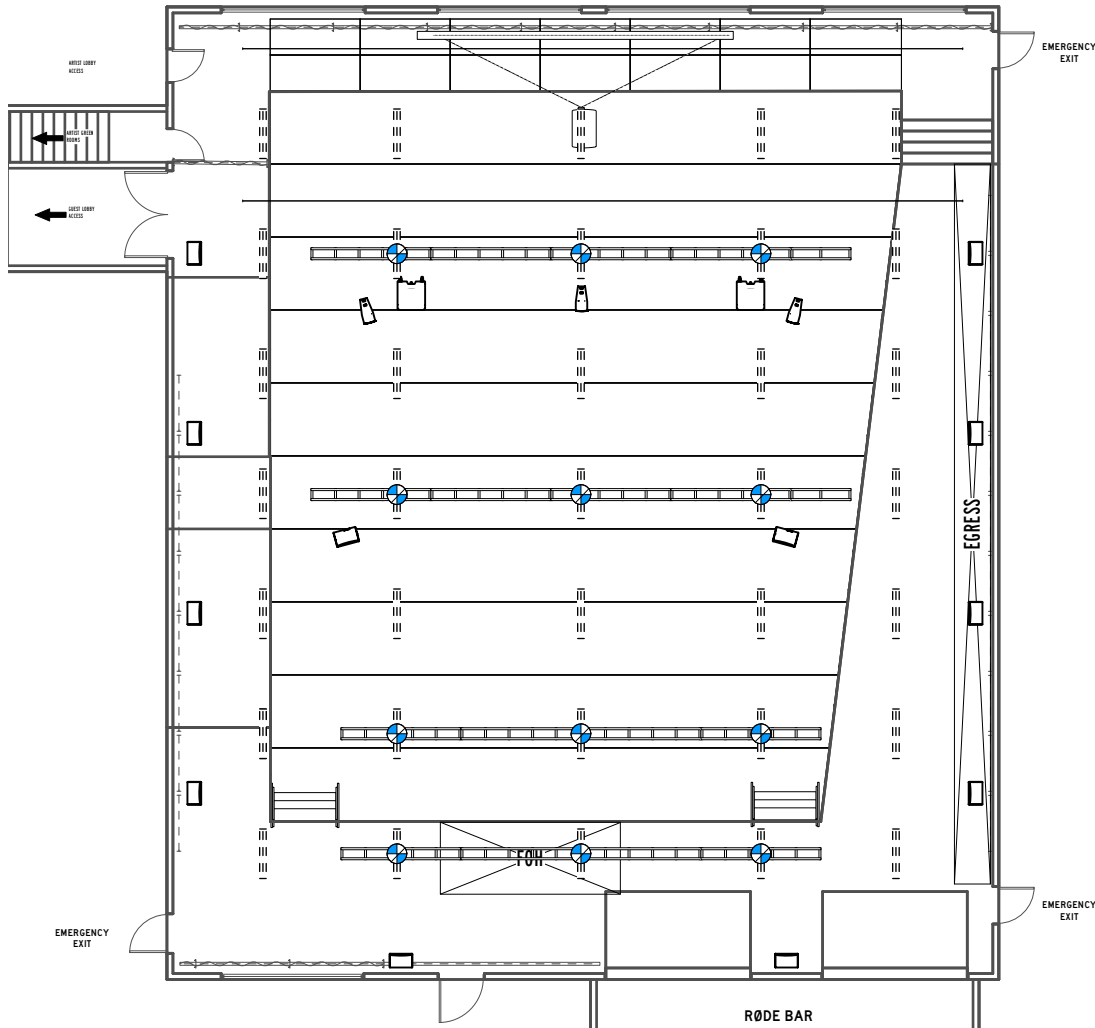 EMERGENCY
EXIT
ARTIST LOBBY
ACCESS
ARTIST GREEN
ROOMS
GUEST LOBBY
ACCESS
EGRESS
FOH
EMERGENCY
EXIT
EMERGENCY
EXIT
RØDE BAR